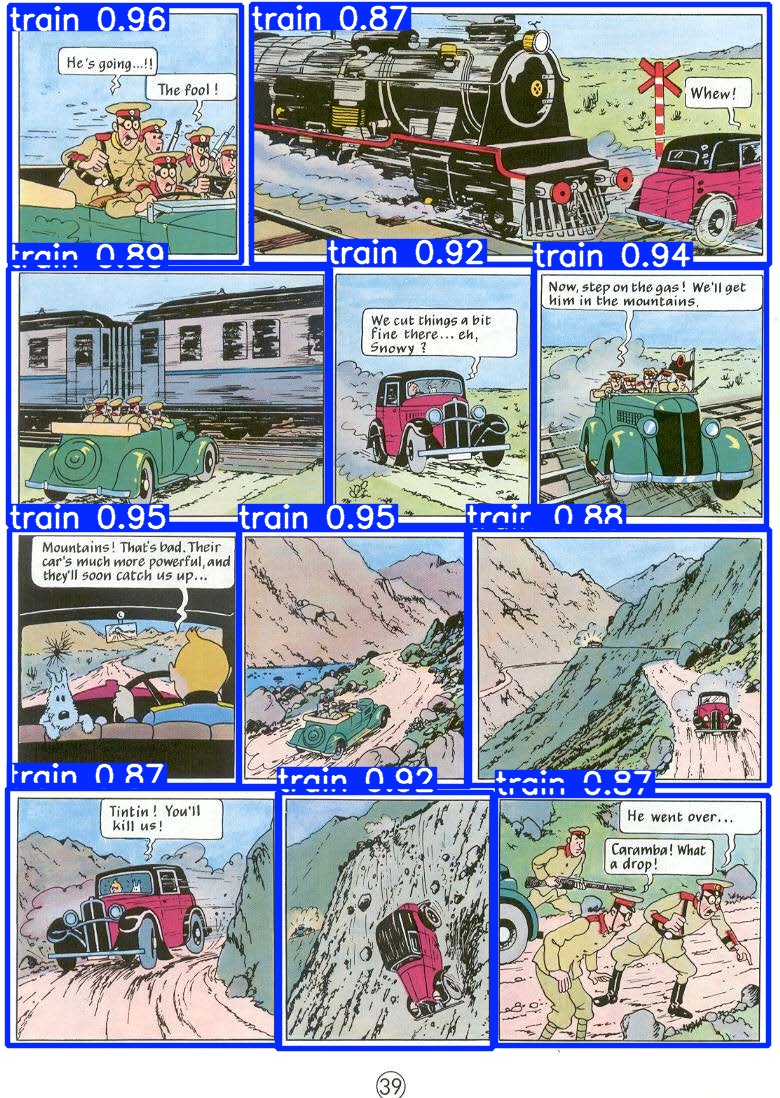 train 0.96
train 0.87
He's going...!!
The fool!
Whew!
train 0.89
train 0.92
train 0.94
We cut things a bit
fine there... eh,
Snowy?
Now, step on the gas! We'll get
him in the mountains.
train 0.95
train 0.95
train 0.88
Mountains! That's bad. Their
car's much more powerful, and
they'll soon catch us up...
train 0.87
train 0.92
train 0.87
Tintin! You'll
kill us!
He went over...
Caramba! What
a drop!
39